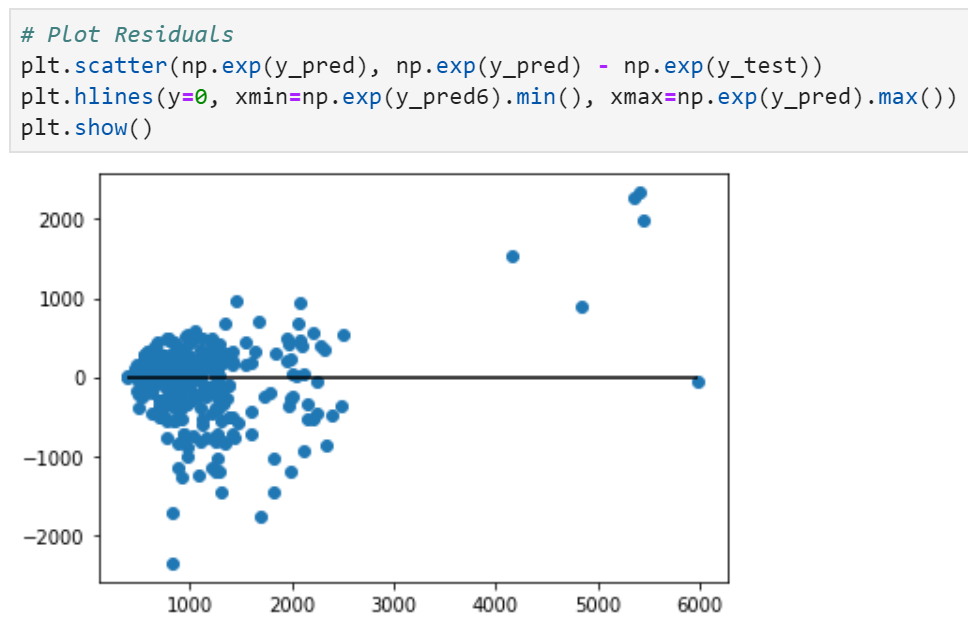 # Plot Residuals
plt.scatter(np.exp(y_pred), np.exp(y_pred) - np.exp(y_test))
plt.hlines(y=0, xmin=np.exp(y_pred6).min(), xmax=np.exp(y_pred).max())
plt.show()
2000
1000
0
−1000
−2000
1000 2000 3000 4000 5000 6000